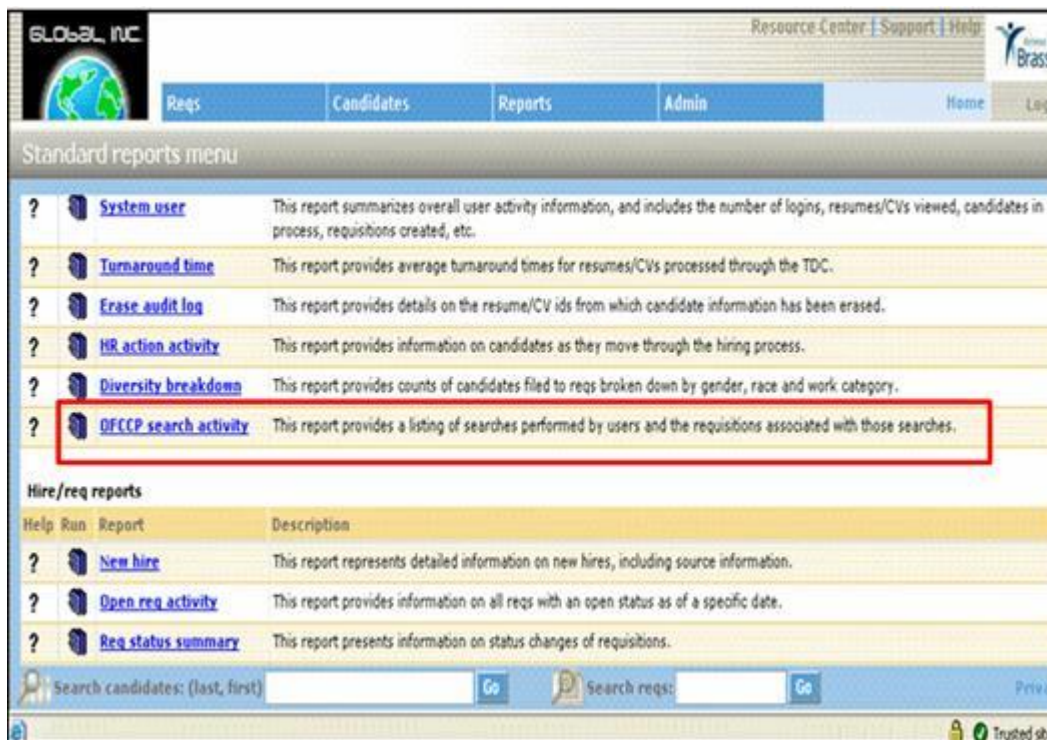 GLOBAL, INC.
Resource Center | Support | Help
Brass
Reqs Candidates Reports Admin Home Log
Standard reports menu
? System user This report summarizes overall user activity information, and includes the number of logins, resumes/CVs viewed, candidates in
process, requisitions created, etc.
? Turnaround time This report provides average turnaround times for resumes/CVs processed through the TDC.
? Erase audit log This report provides details on the resume/CV ids from which candidate information has been erased.
? HR action activity This report provides information on candidates as they move through the hiring process.
? Diversity breakdown This report provides counts of candidates filed to reqs broken down by gender, race and work category.
? OFCCP search activity This report provides a listing of searches performed by users and the requisitions associated with those searches.
Hire/req reports
Help Run Report Description
? New hire This report represents detailed information on new hires, including source information.
? Open req activity This report provides information on all reqs with an open status as of a specific date.
? Req status summary This report presents information on status changes of requisitions.
Search candidates: (last, first) Go Search reqs: Go Priva
Trusted sit